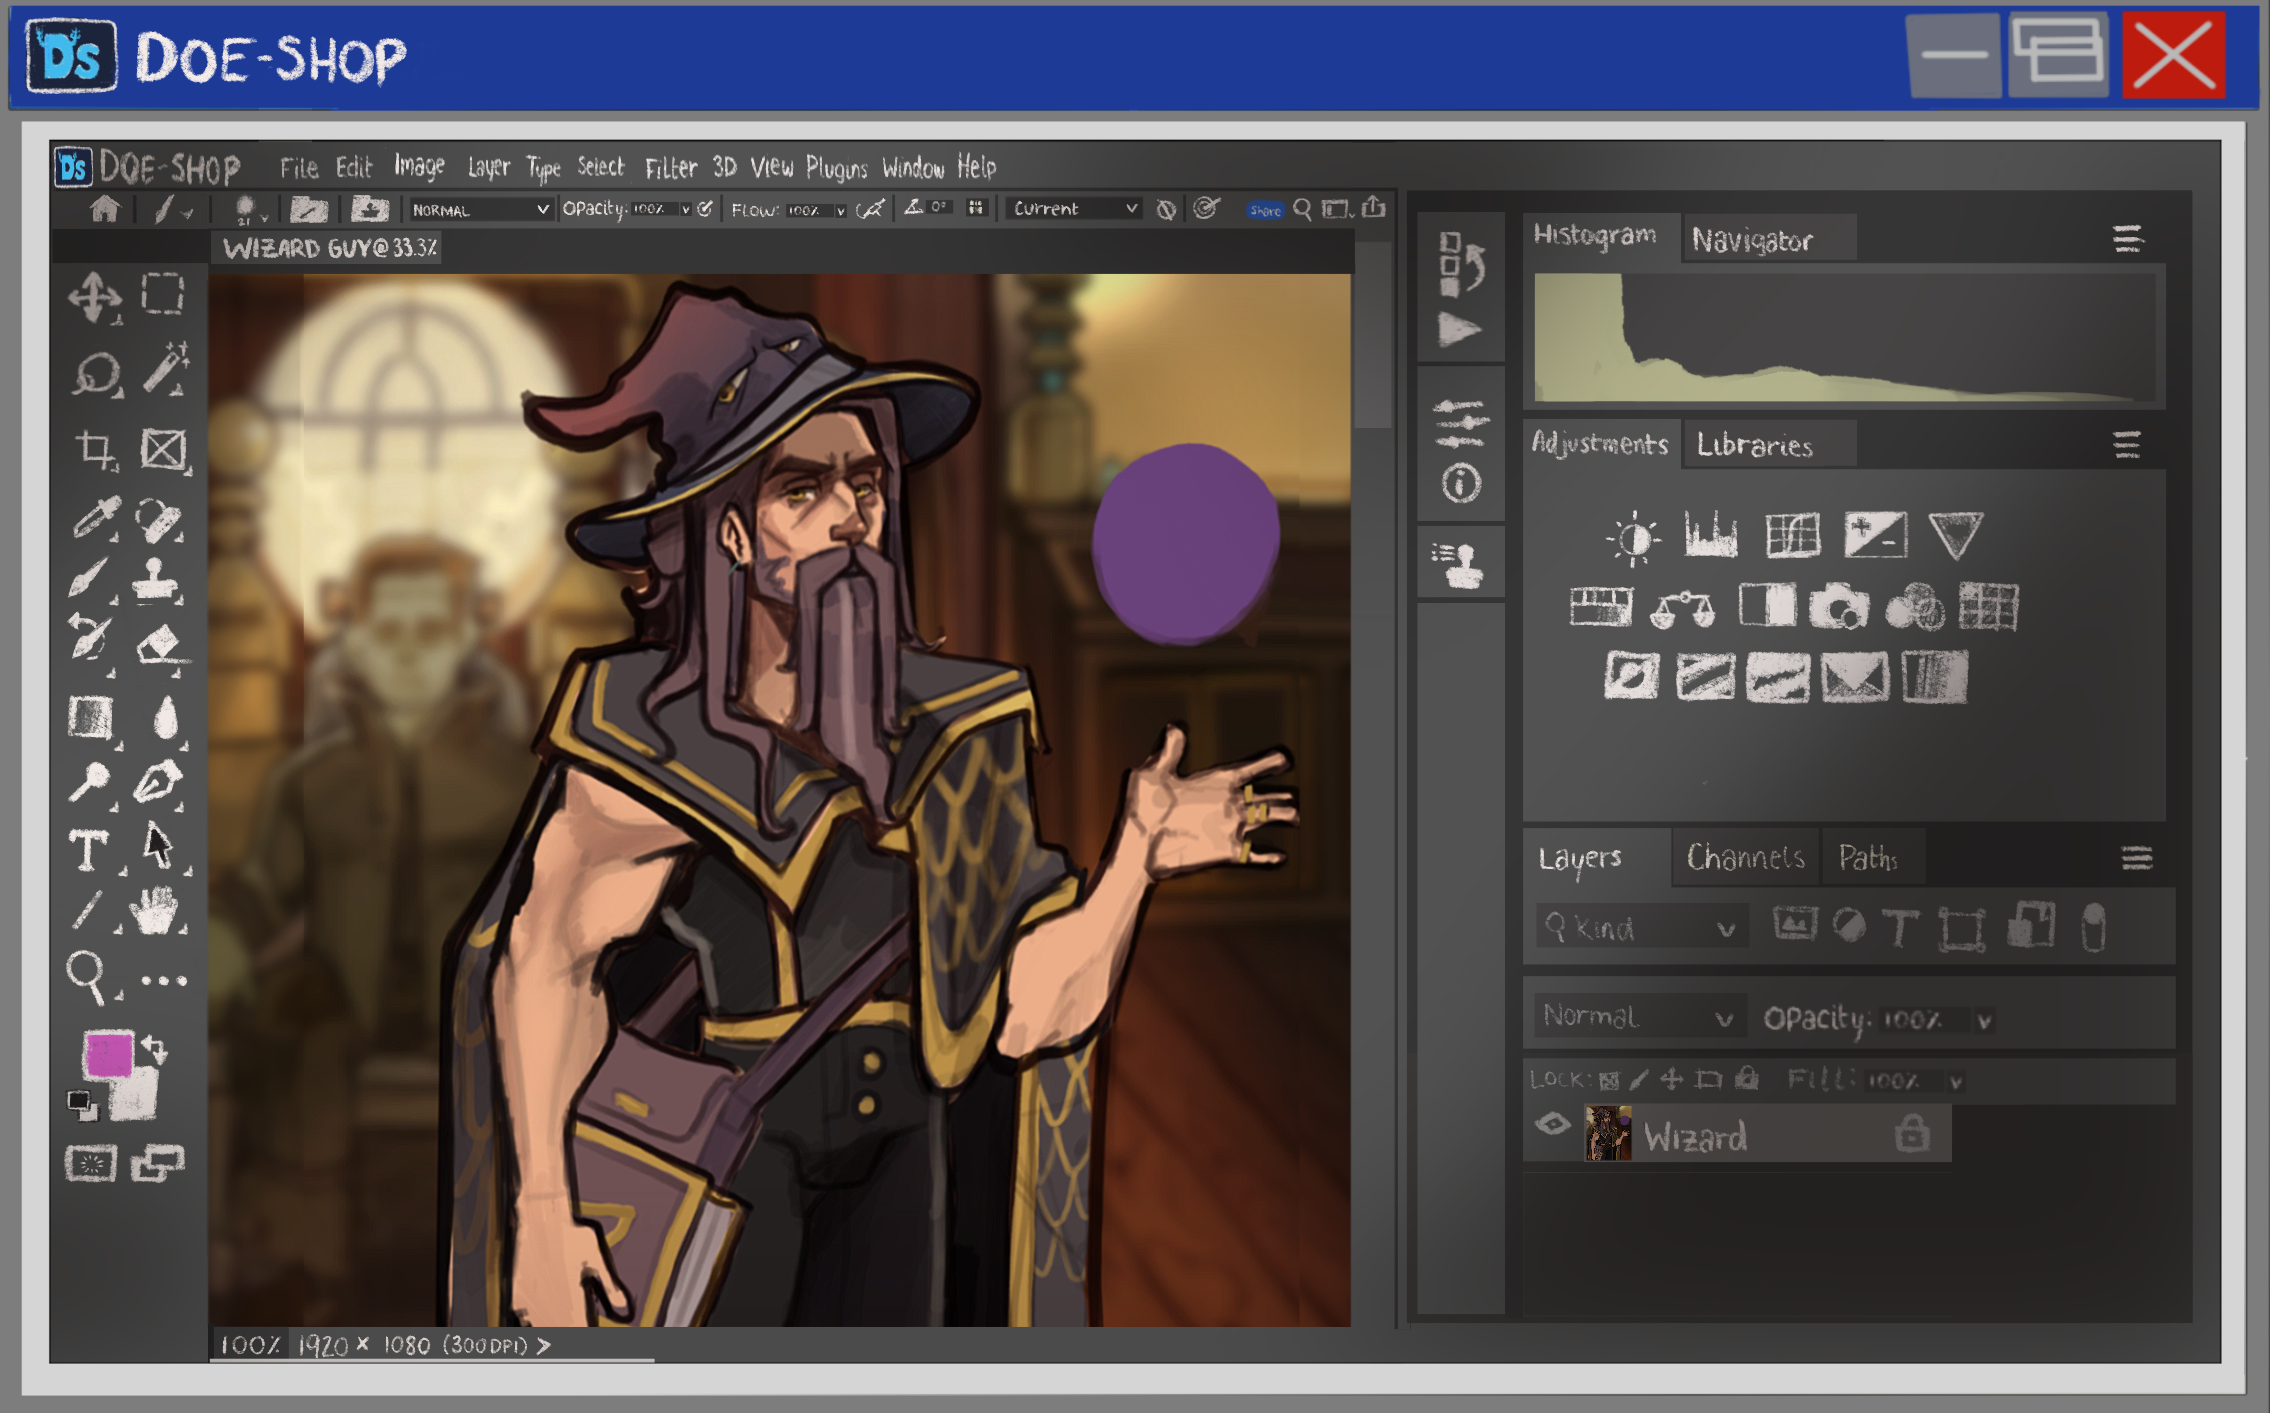 Ds DOE-SHOP
Ds DOE-SHOP File Edit Image Layer Type Select Filter 3D View Plugins Window Help
21 NORMAL OPACITY: 100% FLOW: 100% 0° Current Share
WIZARD GUY@33.3%
Histogram Navigator
Adjustments Libraries
Layers Channels Paths
Kind T
Normal Opacity: 100%
LOCK: Fill: 100%
Wizard
T
100% 1920 × 1080 (300DPI) >